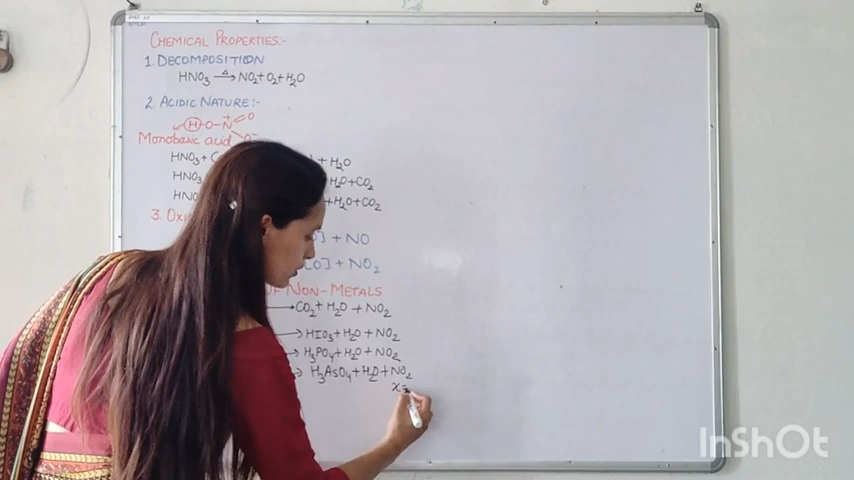 CHEMICAL PROPERTIES:-
1. DECOMPOSITION
HNO3 —Δ→ NO2 + O2 + H2O
2. ACIDIC NATURE:-
H-O-N+ =O
Monobasic acid O-
HNO3 + + H2O
HNO3 H2O + CO2
HNO + H2O + CO2
3.
[O] + NO
[O] + NO2
OF NON-METALS
→ CO2 + H2O + NO2
→ HIO3 + H2O + NO2
→ H3PO4 + H2O + NO2
→ H3AsO4 + H2O + NO2
InShOt